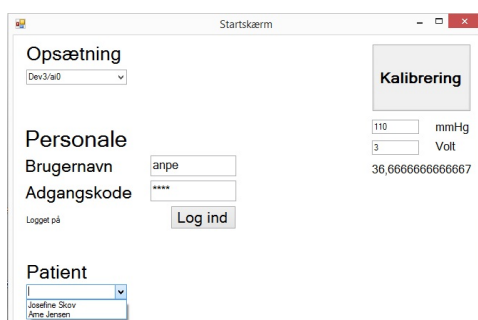 Startskærm
Opsætning
Dev3/ai0
Kalibrering
110 mmHg
3 Volt
36,6666666666667
Personale
Brugernavn anpe
Adgangskode ****
Logget på Log ind
Patient
Josefine Skov
Arne Jensen